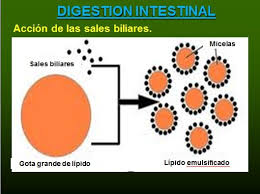 DIGESTION INTESTINAL
Acción de las sales biliares.
Micelas
Sales biliares
Gota grande de lípido
Lípido emulsificado